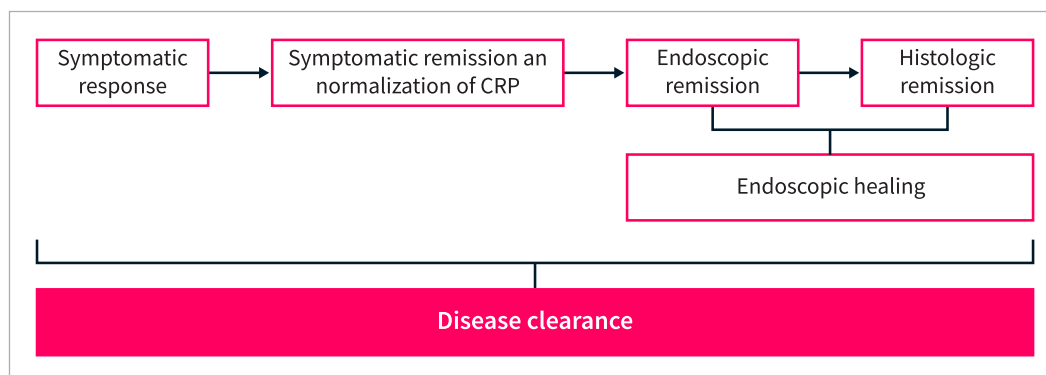 Symptomatic
response
Symptomatic remission an
normalization of CRP
Endoscopic
remission
Histologic
remission
Endoscopic healing
Disease clearance